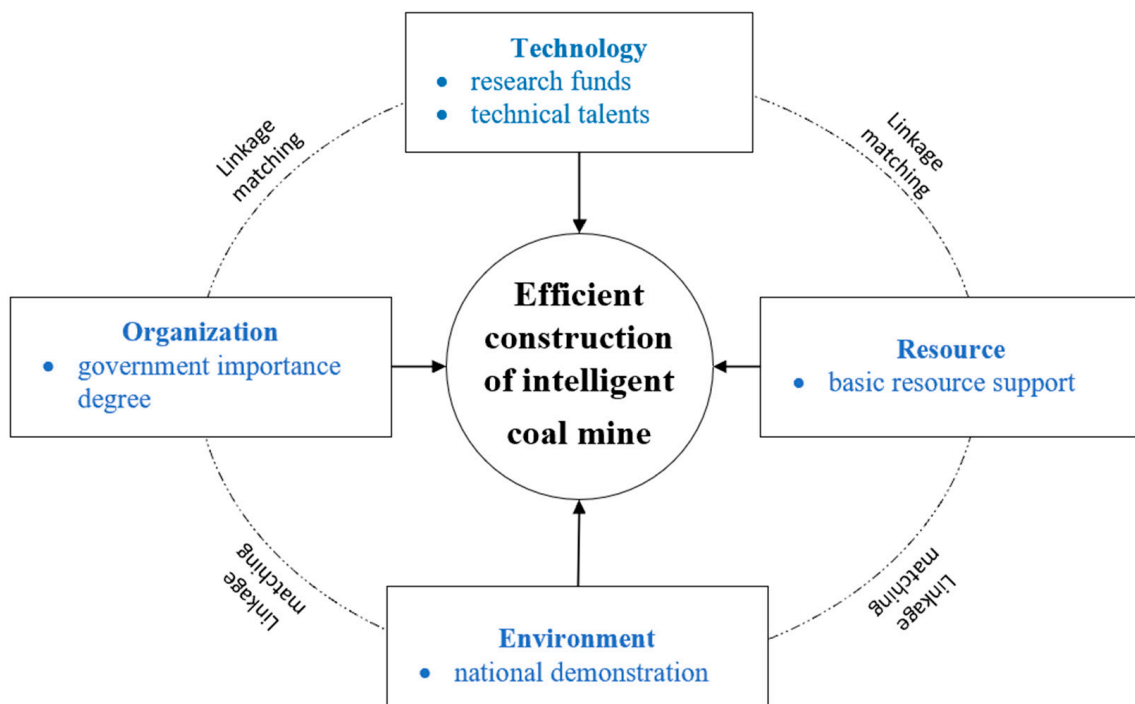 Technology
• research funds
• technical talents
Linkage
matching
Linkage
matching
Organization
• government importance
degree
Efficient
construction
of intelligent
coal mine
Resource
• basic resource support
Linkage
matching
Linkage
matching
Environment
• national demonstration